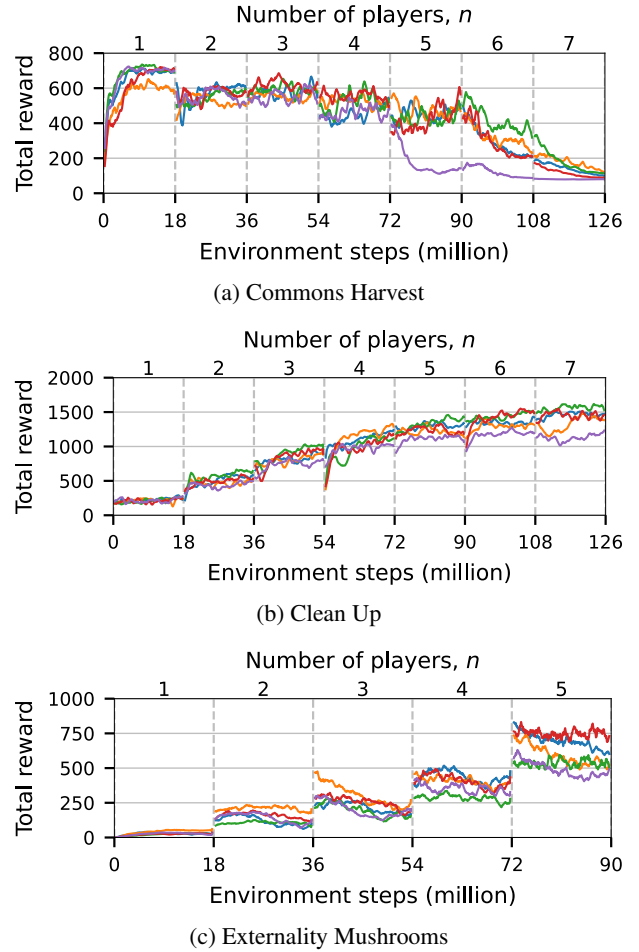 Number of players, n
1 2 3 4 5 6 7
800
600
400
200
0
Total reward
0 18 36 54 72 90 108 126
Environment steps (million)
(a) Commons Harvest
Number of players, n
1 2 3 4 5 6 7
2000
1500
1000
500
0
Total reward
0 18 36 54 72 90 108 126
Environment steps (million)
(b) Clean Up
Number of players, n
1 2 3 4 5
1000
750
500
250
0
Total reward
0 18 36 54 72 90
Environment steps (million)
(c) Externality Mushrooms